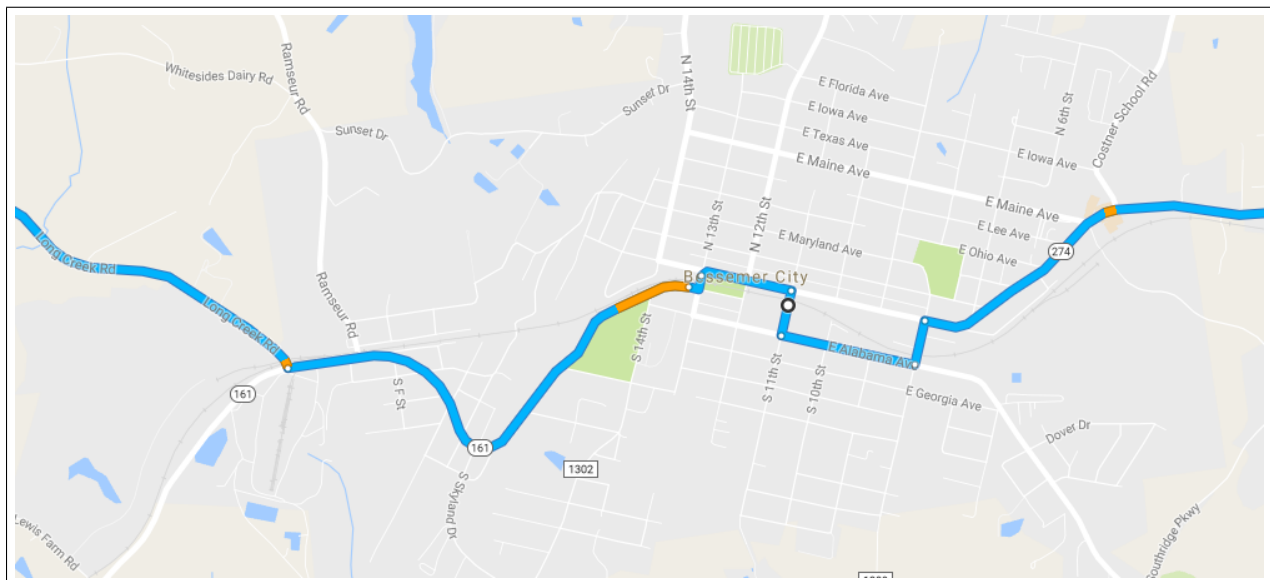 Whitesides Dairy Rd
Ramseur Rd
Sunset Dr
Sunset Dr
N 14th St
E Florida Ave
E Iowa Ave
E Texas Ave
E Maine Ave
N 6th St
Costner School Rd
E Iowa Ave
E Maine Ave
E Lee Ave
E Ohio Ave
274
N 13th St
N 12th St
E Maryland Ave
Bessemer City
Long Creek Rd
Long Creek Rd
Ramseur Rd
161
S F St
161
S Skyland Dr
S 14th St
1302
S 11th St
S 10th St
E Alabama Av
E Georgia Ave
Dover Dr
Southridge Pkwy
Lewis Farm Rd